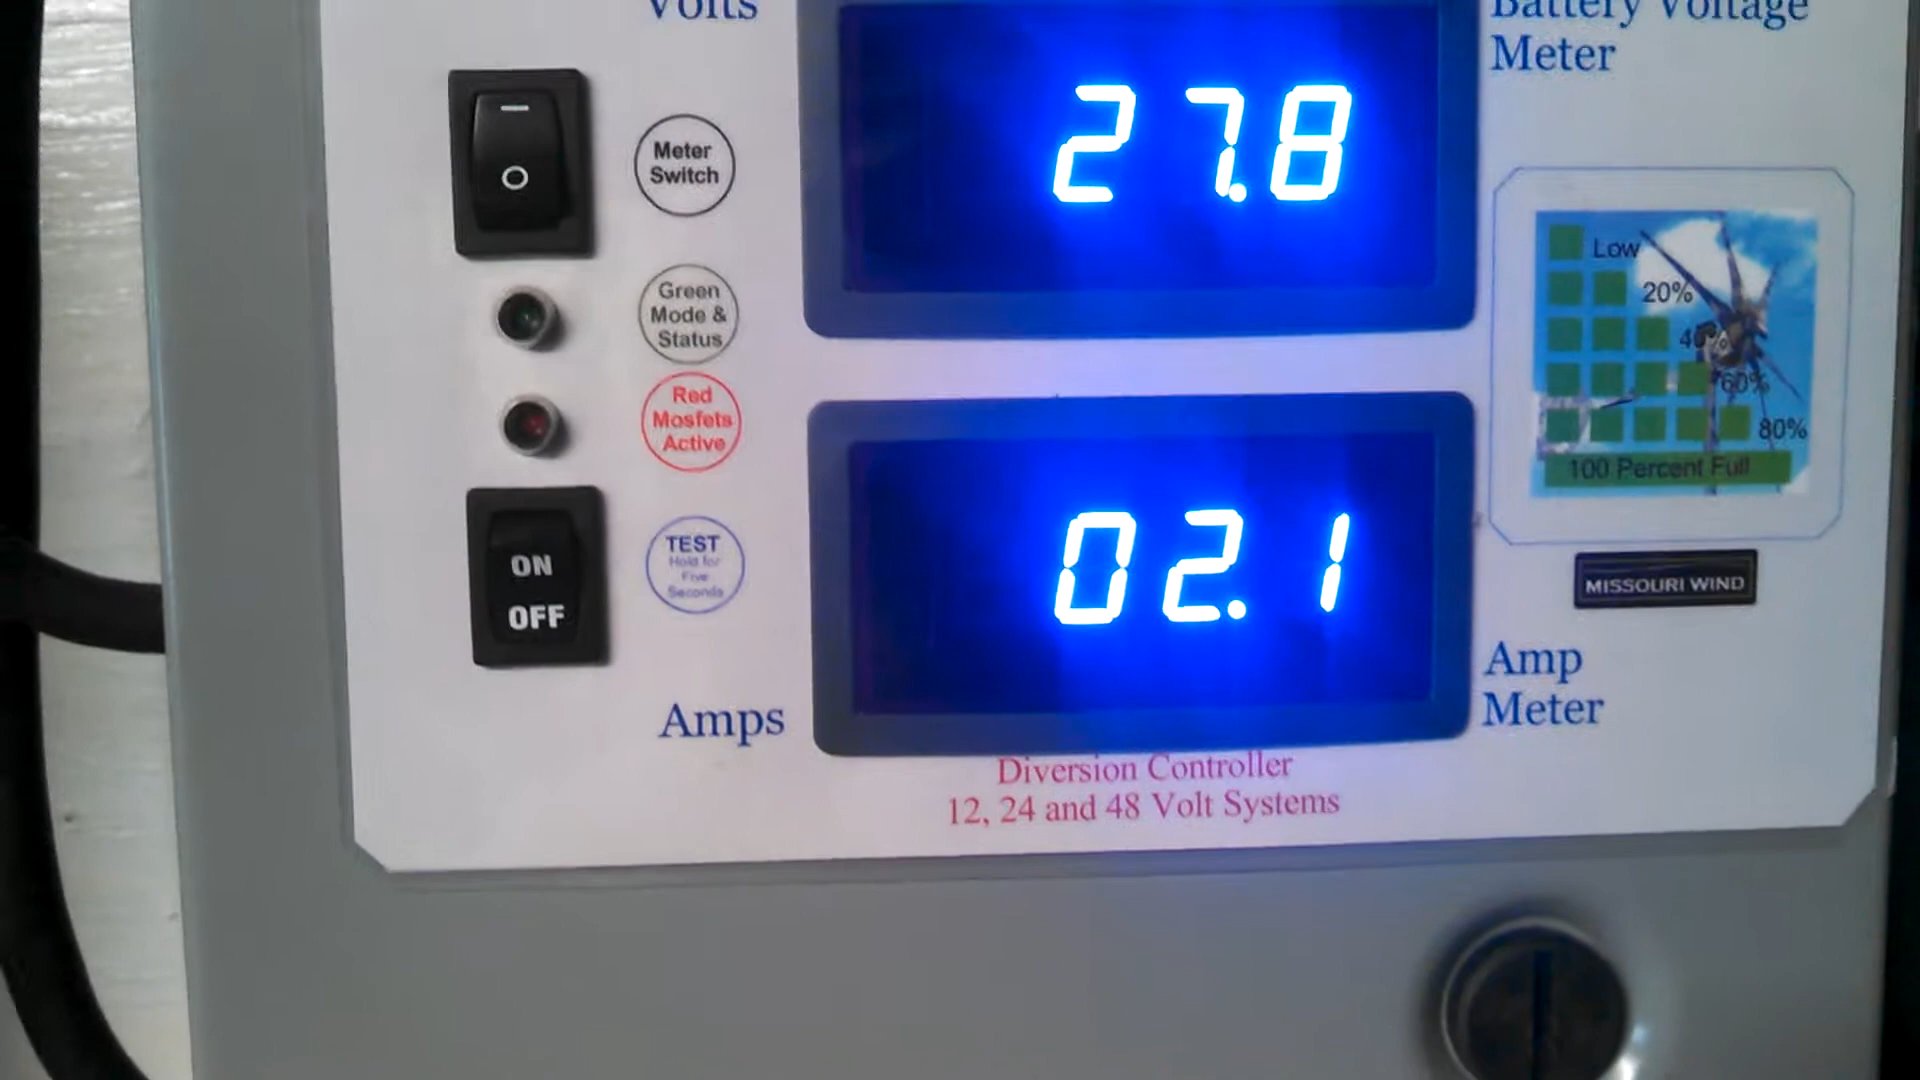 Volts
Battery Voltage
Meter
27.8
Meter
Switch
Green
Mode &
Status
Red
Mosfets
Active
ON
OFF
TEST
Hold for
Five
Seconds
Low
20%
40%
60%
80%
100 Percent Full
MISSOURI WIND
02.1
Amps
Amp
Meter
Diversion Controller
12, 24 and 48 Volt Systems